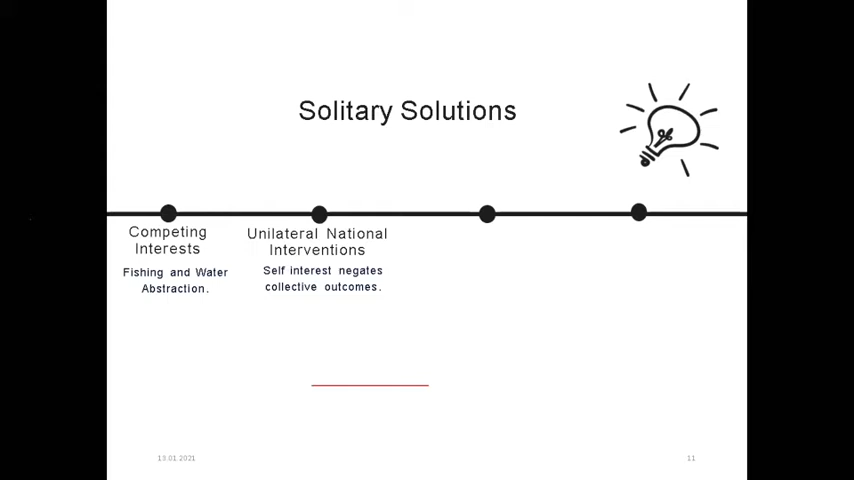 Solitary Solutions
Competing
Interests
Fishing and Water
Abstraction.
Unilateral National
Interventions
Self interest negates
collective outcomes.
13.01.2021
11